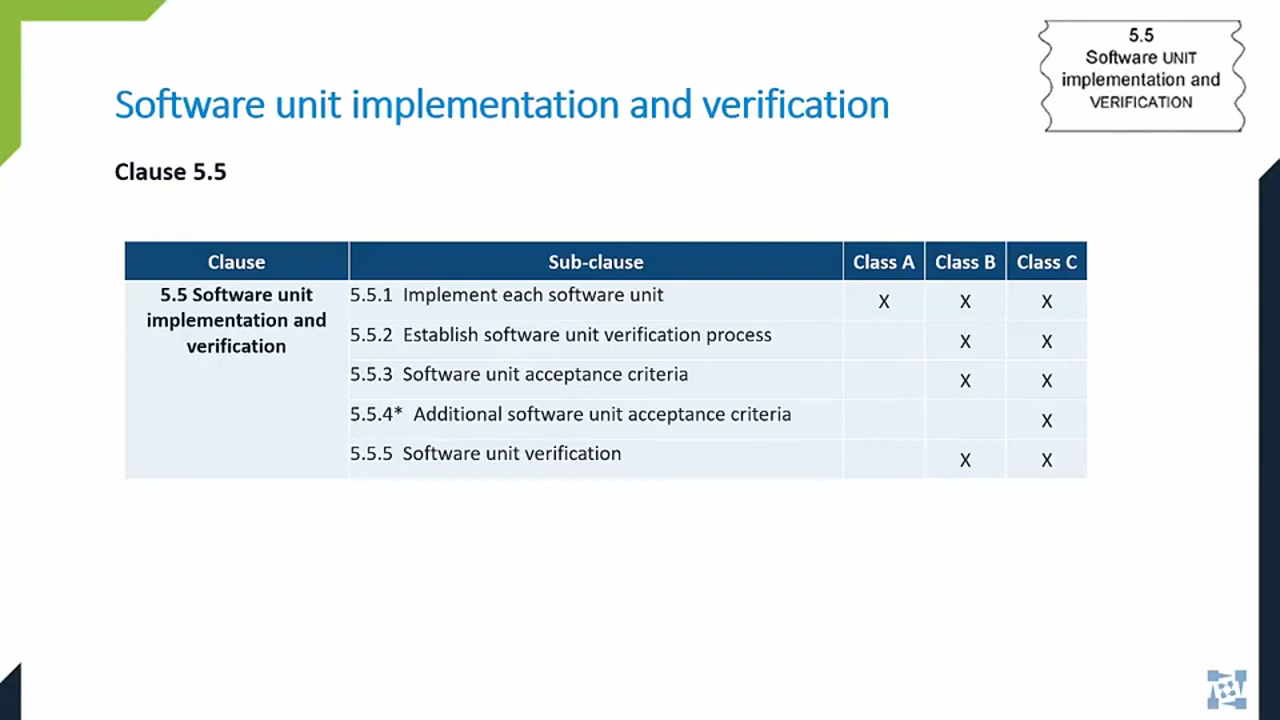 5.5
Software UNIT
implementation and
VERIFICATION
Software unit implementation and verification
Clause 5.5
Clause Sub-clause Class A Class B Class C
5.5 Software unit
implementation and
verification
5.5.1 Implement each software unit X X X
5.5.2 Establish software unit verification process X X
5.5.3 Software unit acceptance criteria X X
5.5.4* Additional software unit acceptance criteria X
5.5.5 Software unit verification X X